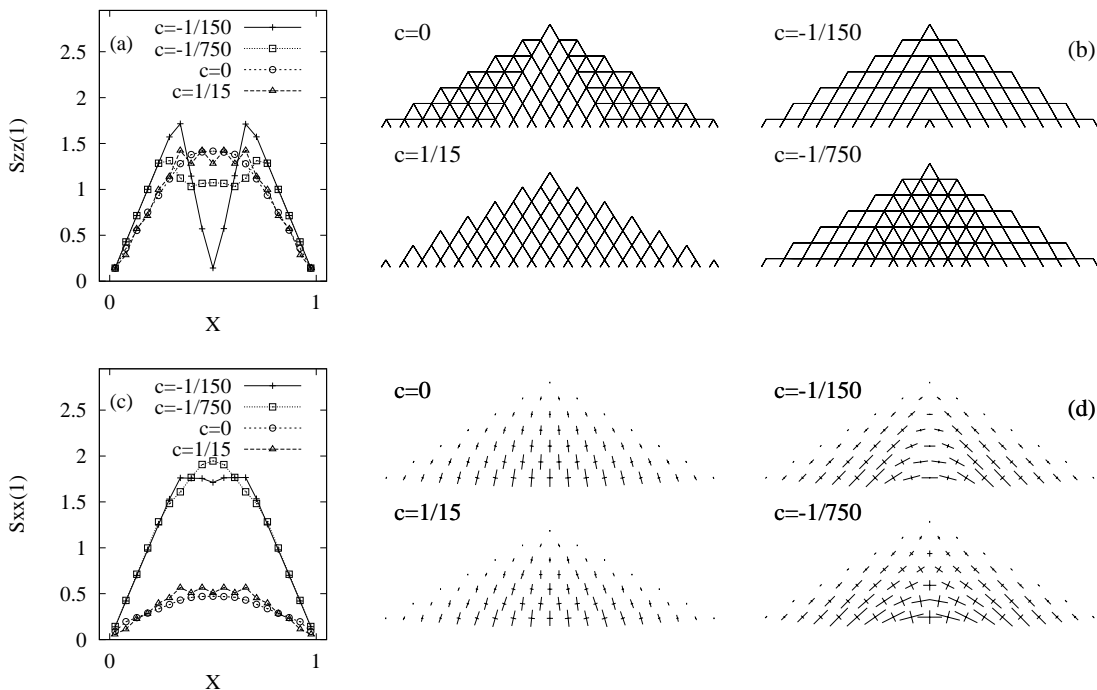 (a)
c=-1/150
c=-1/750
c=0
c=1/15
2.5
2
1.5
1
0.5
0
0
1
X
Szz(1)
c=0
c=-1/150
(b)
c=1/15
c=-1/750
(c)
c=-1/150
c=-1/750
c=0
c=1/15
2.5
2
1.5
1
0.5
0
0
1
X
Sxx(1)
c=0
c=-1/150
(d)
c=1/15
c=-1/750